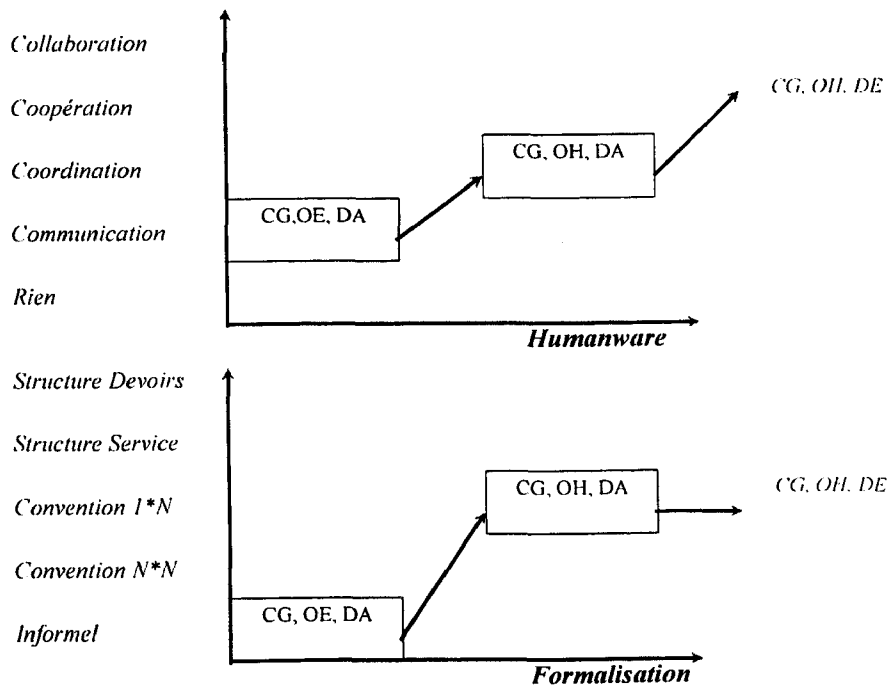 Collaboration
CG, OH, DE
Coopération
CG, OH, DA
Coordination
CG,OE, DA
Communication
Rien
Humanware
Structure Devoirs
Structure Service
CG, OH, DA
CG, OH, DE
Convention 1*N
Convention N*N
CG, OE, DA
Informel
Formalisation